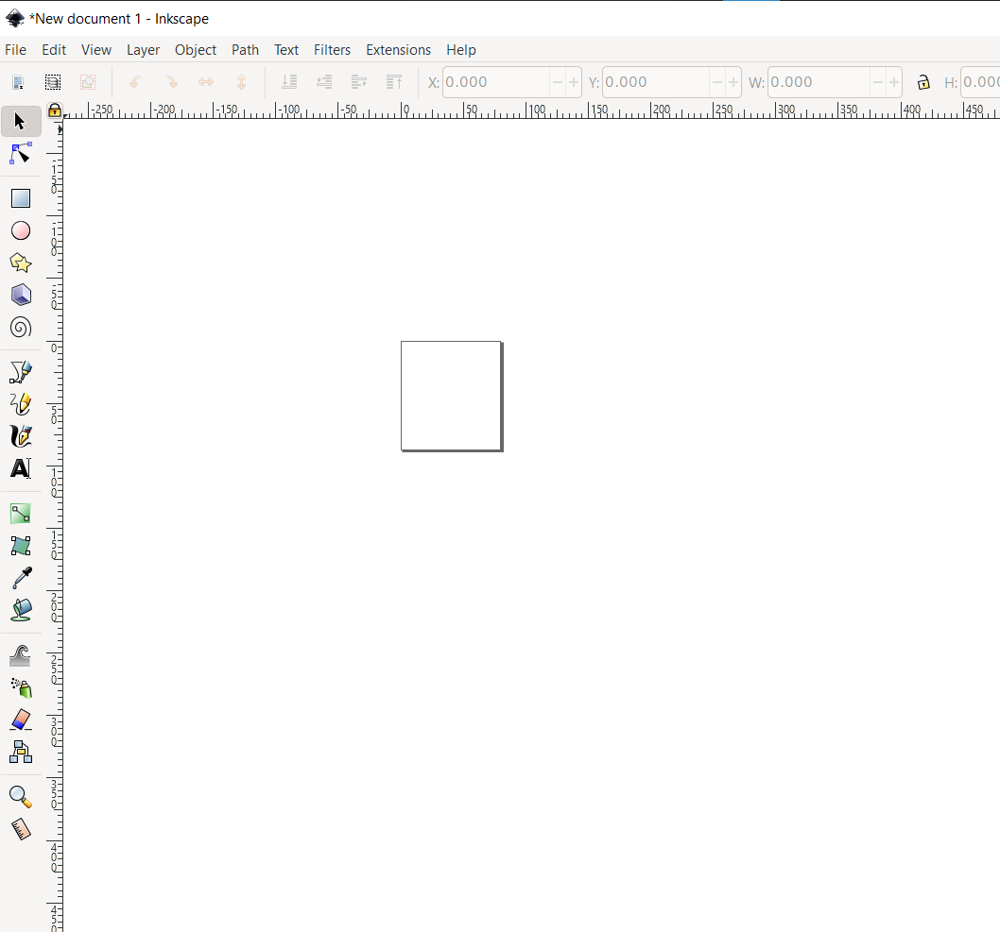 *New document 1 - Inkscape
File Edit View Layer Object Path Text Filters Extensions Help
X: 0.000 Y: 0.000 W: 0.000 H: 0.000
-250 -200 -150 -100 -50 0 50 100 150 200 250 300 350 400 450
-150
-100
-50
0
50
100
150
200
250
300
350
400
450
A